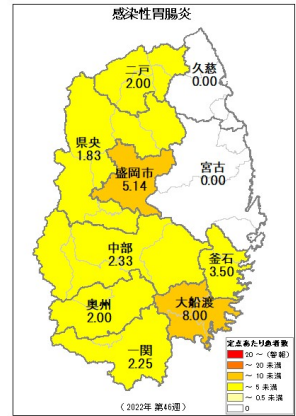 感染性胃腸炎
久慈
0.00
二戸
2.00
県央
1.83
盛岡市
5.14
宮古
0.00
中部
2.33
釜石
3.50
奥州
2.00
大船渡
8.00
一関
2.25
定点あたり患者数
20 ～ (警報)
～ 20 未満
～ 10 未満
～ 5 未満
～ 0.5 未満
0
(2022年 第46週)